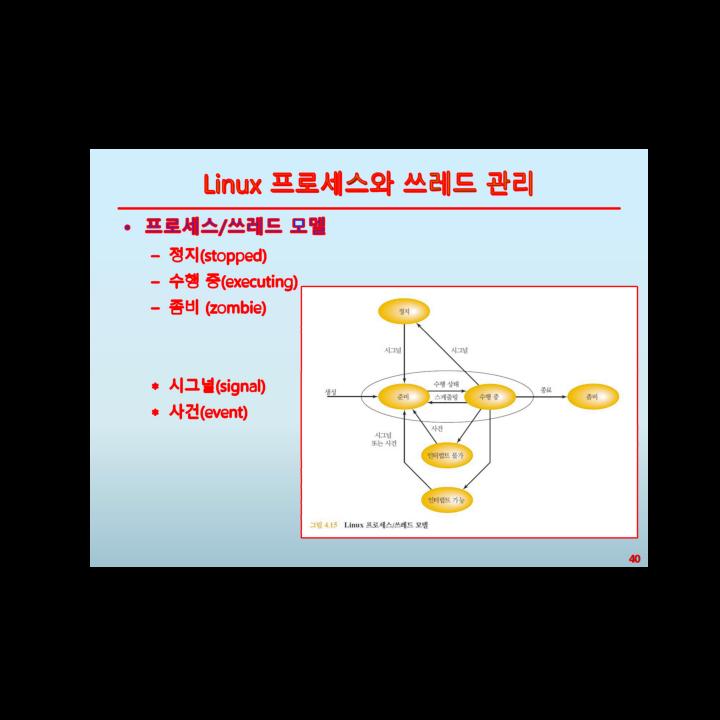 Linux 프로세스와 쓰레드 관리
• 프로세스/쓰레드 모델
– 정지(stopped)
– 수행 중(executing)
– 좀비 (zombie)
* 시그널(signal)
* 사건(event)
정지
시그널
시그널
생성
준비
수행 상태
스케줄링
수행 중
종료
좀비
시그널
또는 사건
사건
인터럽트 불가
인터럽트 가능
그림 4.15 Linux 프로세스/쓰레드 모델
40